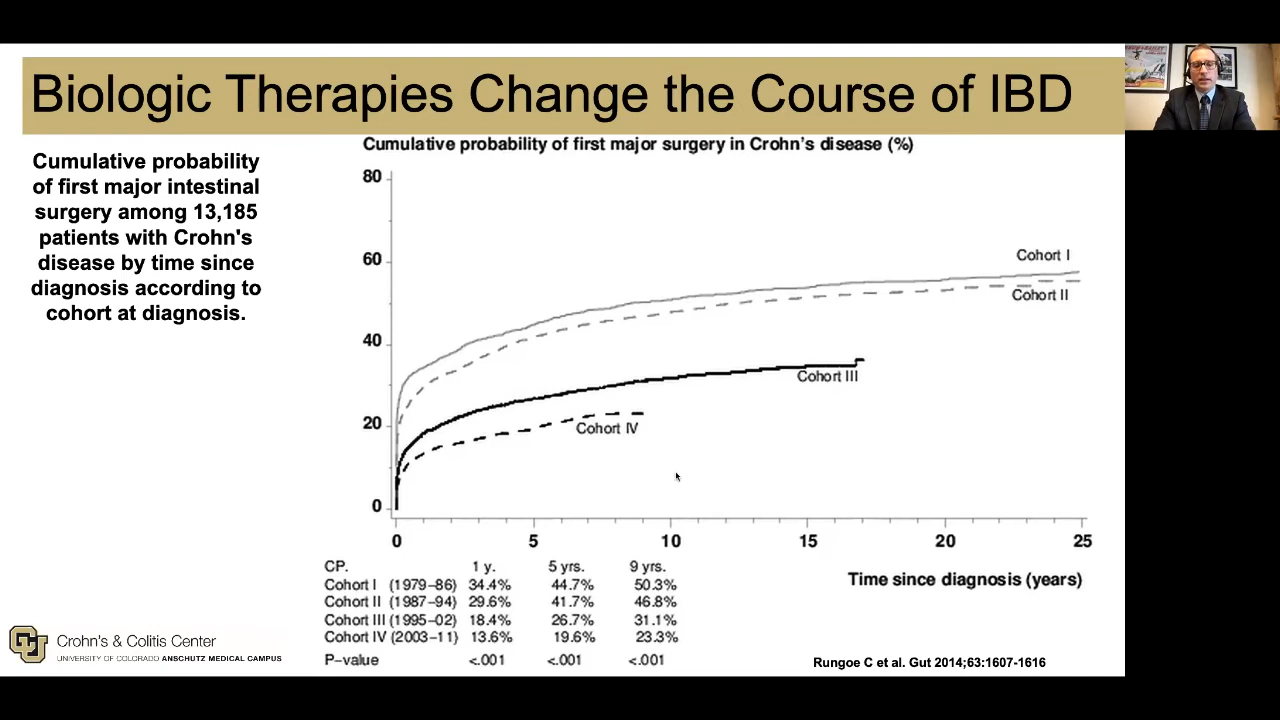 Biologic Therapies Change the Course of IBD
Cumulative probability
of first major intestinal
surgery among 13,185
patients with Crohn's
disease by time since
diagnosis according to
cohort at diagnosis.
Cumulative probability of first major surgery in Crohn's disease (%)
80
60
40
20
0
Cohort I
Cohort II
Cohort III
Cohort IV
0 5 10 15 20 25
Time since diagnosis (years)
CP. 1 y. 5 yrs. 9 yrs.
Cohort I (1979–86) 34.4% 44.7% 50.3%
Cohort II (1987–94) 29.6% 41.7% 46.8%
Cohort III (1995–02) 18.4% 26.7% 31.1%
Cohort IV (2003–11) 13.6% 19.6% 23.3%
P-value <.001 <.001 <.001
CU
Crohn's & Colitis Center
UNIVERSITY OF COLORADO ANSCHUTZ MEDICAL CAMPUS
Rungoe C et al. Gut 2014;63:1607-1616